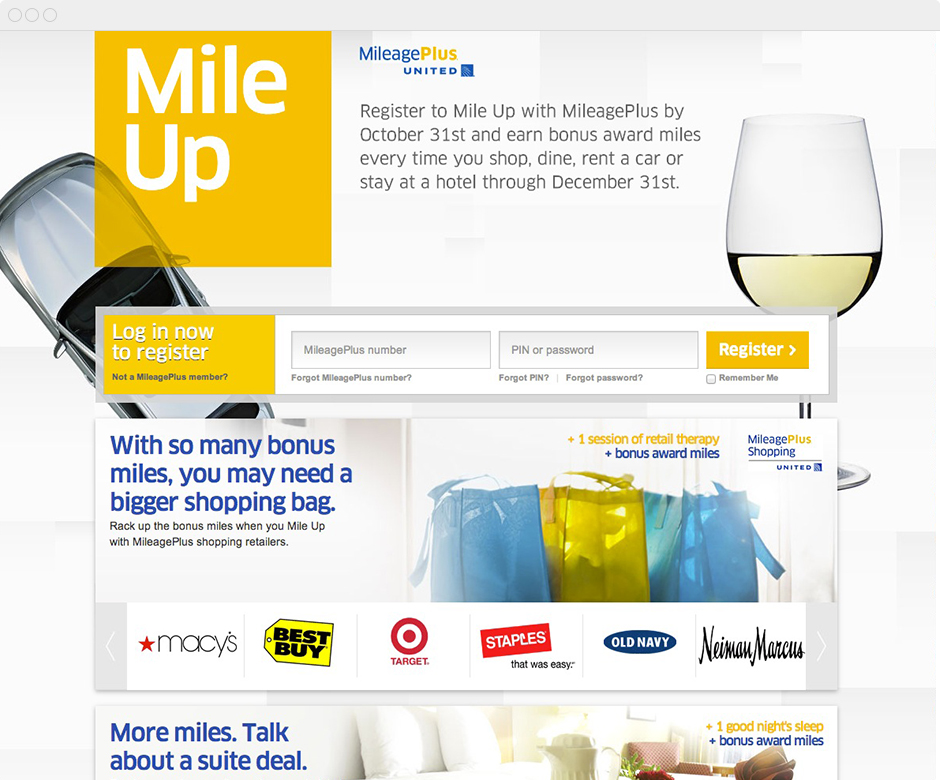 Mile
Up
MileagePlus
UNITED
Register to Mile Up with MileagePlus by
October 31st and earn bonus award miles
every time you shop, dine, rent a car or
stay at a hotel through December 31st.
Log in now
to register
Not a MileagePlus member?
MileagePlus number
Forgot MileagePlus number?
PIN or password
Forgot PIN? | Forgot password?
Register >
Remember Me
With so many bonus
miles, you may need a
bigger shopping bag.
Rack up the bonus miles when you Mile Up
with MileagePlus shopping retailers.
+ 1 session of retail therapy
+ bonus award miles
MileagePlus
Shopping
UNITED
macy's
BEST
BUY
TARGET.
STAPLES
that was easy.
OLD NAVY
Neiman Marcus
More miles. Talk
about a suite deal.
+ 1 good night's sleep
+ bonus award miles